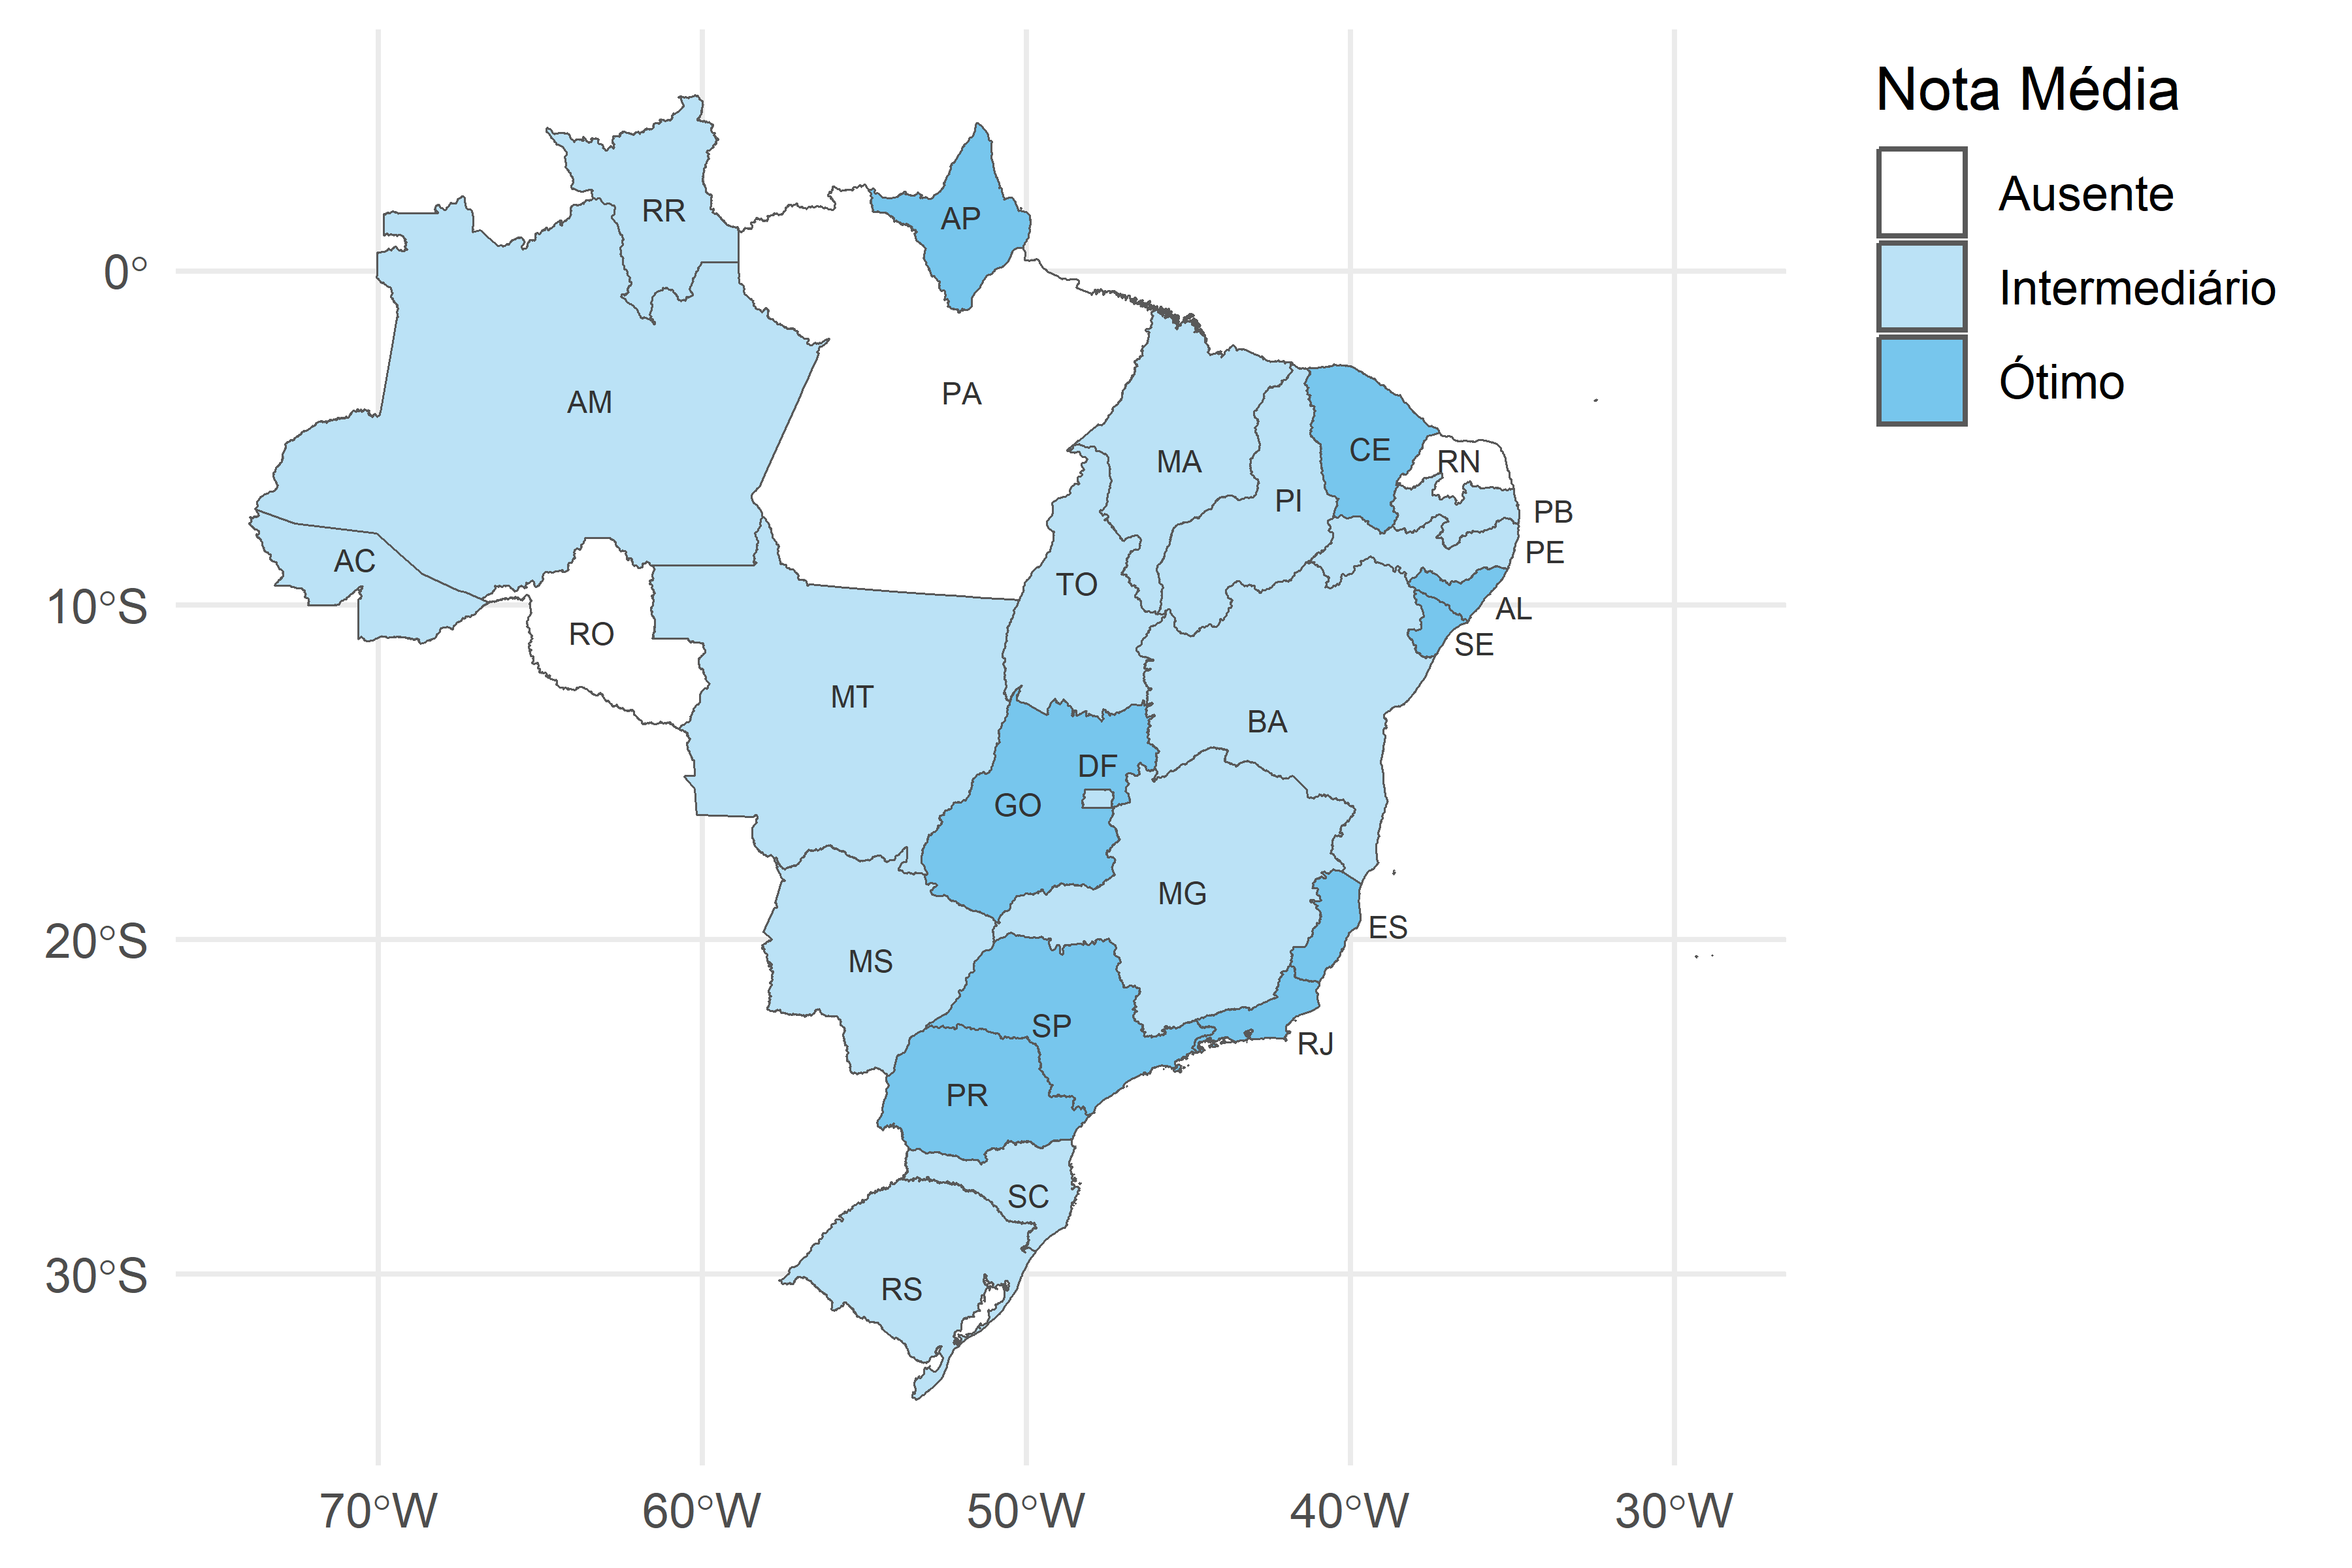 Nota Média
Ausente
Intermediário
Ótimo
RR
AP
0°
AM
PA
MA
CE
RN
PI
PB
PE
AC
TO
10°S
AL
RO
SE
MT
BA
DF
GO
MG
ES
20°S
MS
SP
RJ
PR
SC
RS
30°S
70°W 60°W 50°W 40°W 30°W